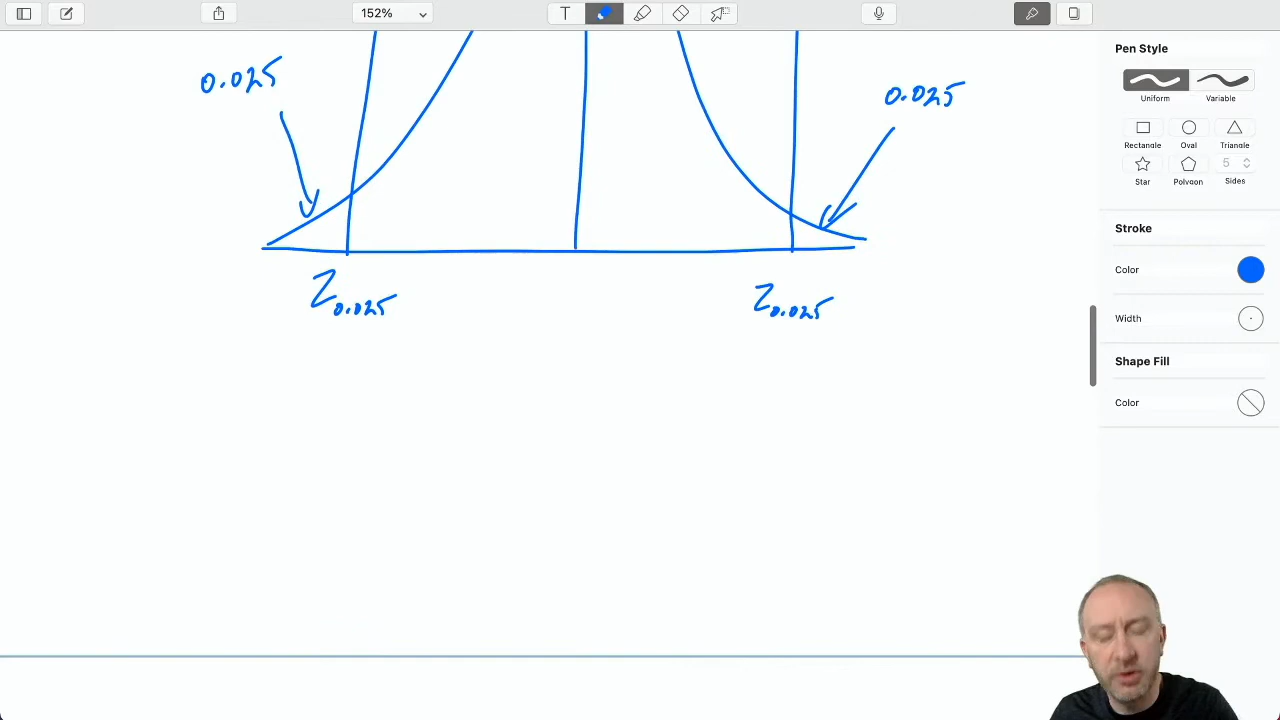 152%
T
Pen Style
Uniform Variable
Rectangle Oval Triangle
5
Star Polygon Sides
Stroke
Color
Width
Shape Fill
Color
0.025
0.025
Z0.025
Z0.025